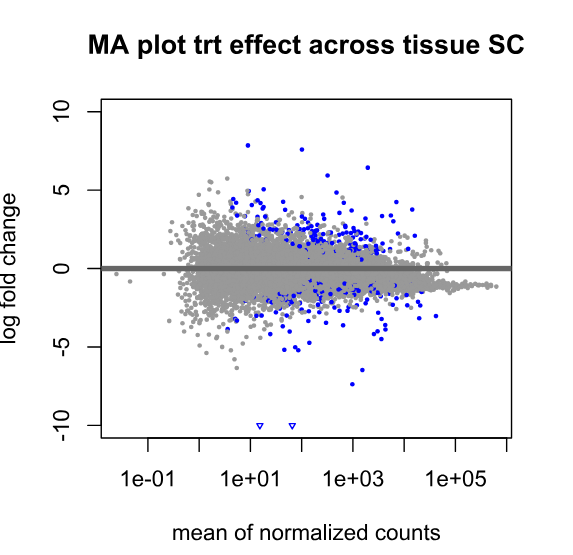 MA plot trt effect across tissue SC
log fold change
10
5
0
-5
-10
1e-01
1e+01
1e+03
1e+05
mean of normalized counts